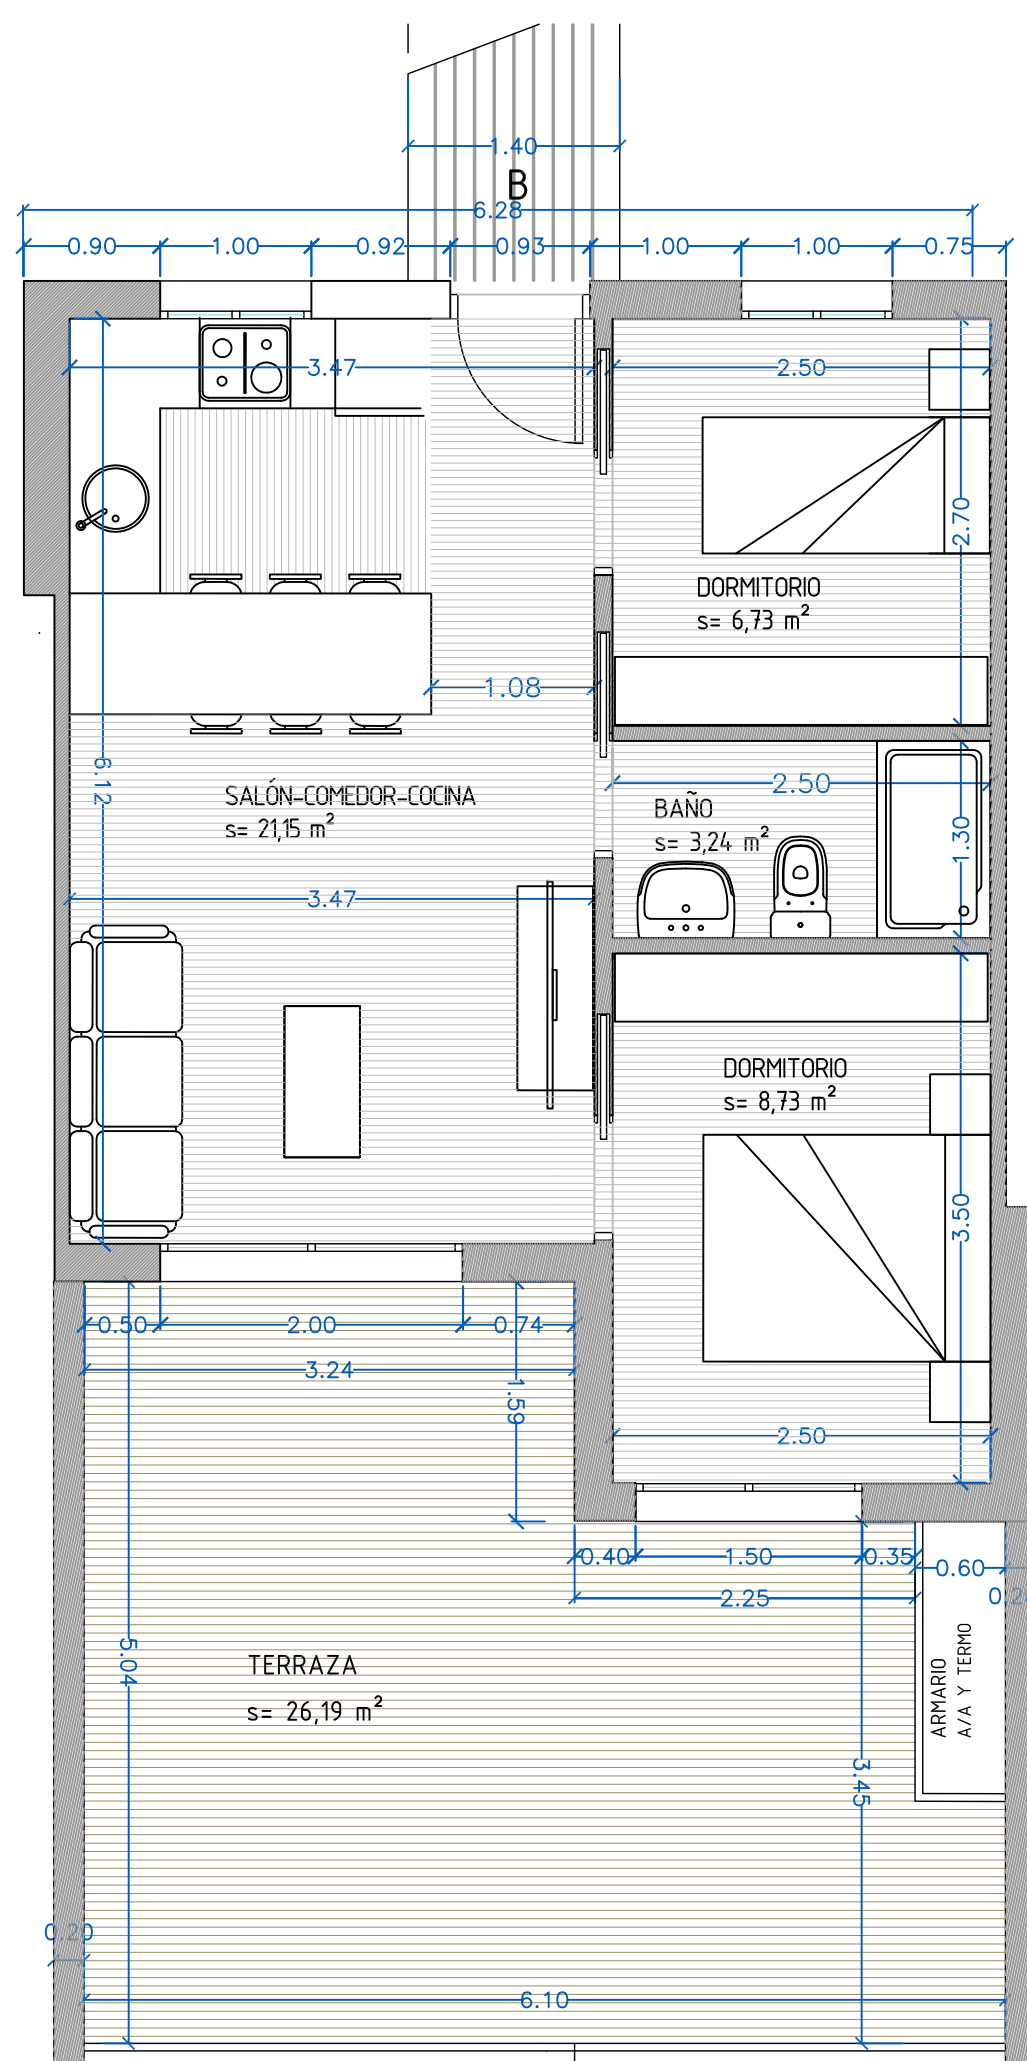 1.40
B
6.28
0.90 1.00 0.92 0.93 1.00 1.00 0.75
3.47
2.50
2.70
DORMITORIO
s= 6,73 m²
1.08
6.12
SALÓN-COMEDOR-COCINA
s= 21,15 m²
2.50
BAÑO
s= 3,24 m²
1.30
3.47
DORMITORIO
s= 8,73 m²
3.50
0.50 2.00 0.74
3.24
1.59
2.50
0.40 1.50 0.35
0.60
2.25
5.04
TERRAZA
s= 26,19 m²
ARMARIO
A/A Y TERMO
3.45
0.20
6.10